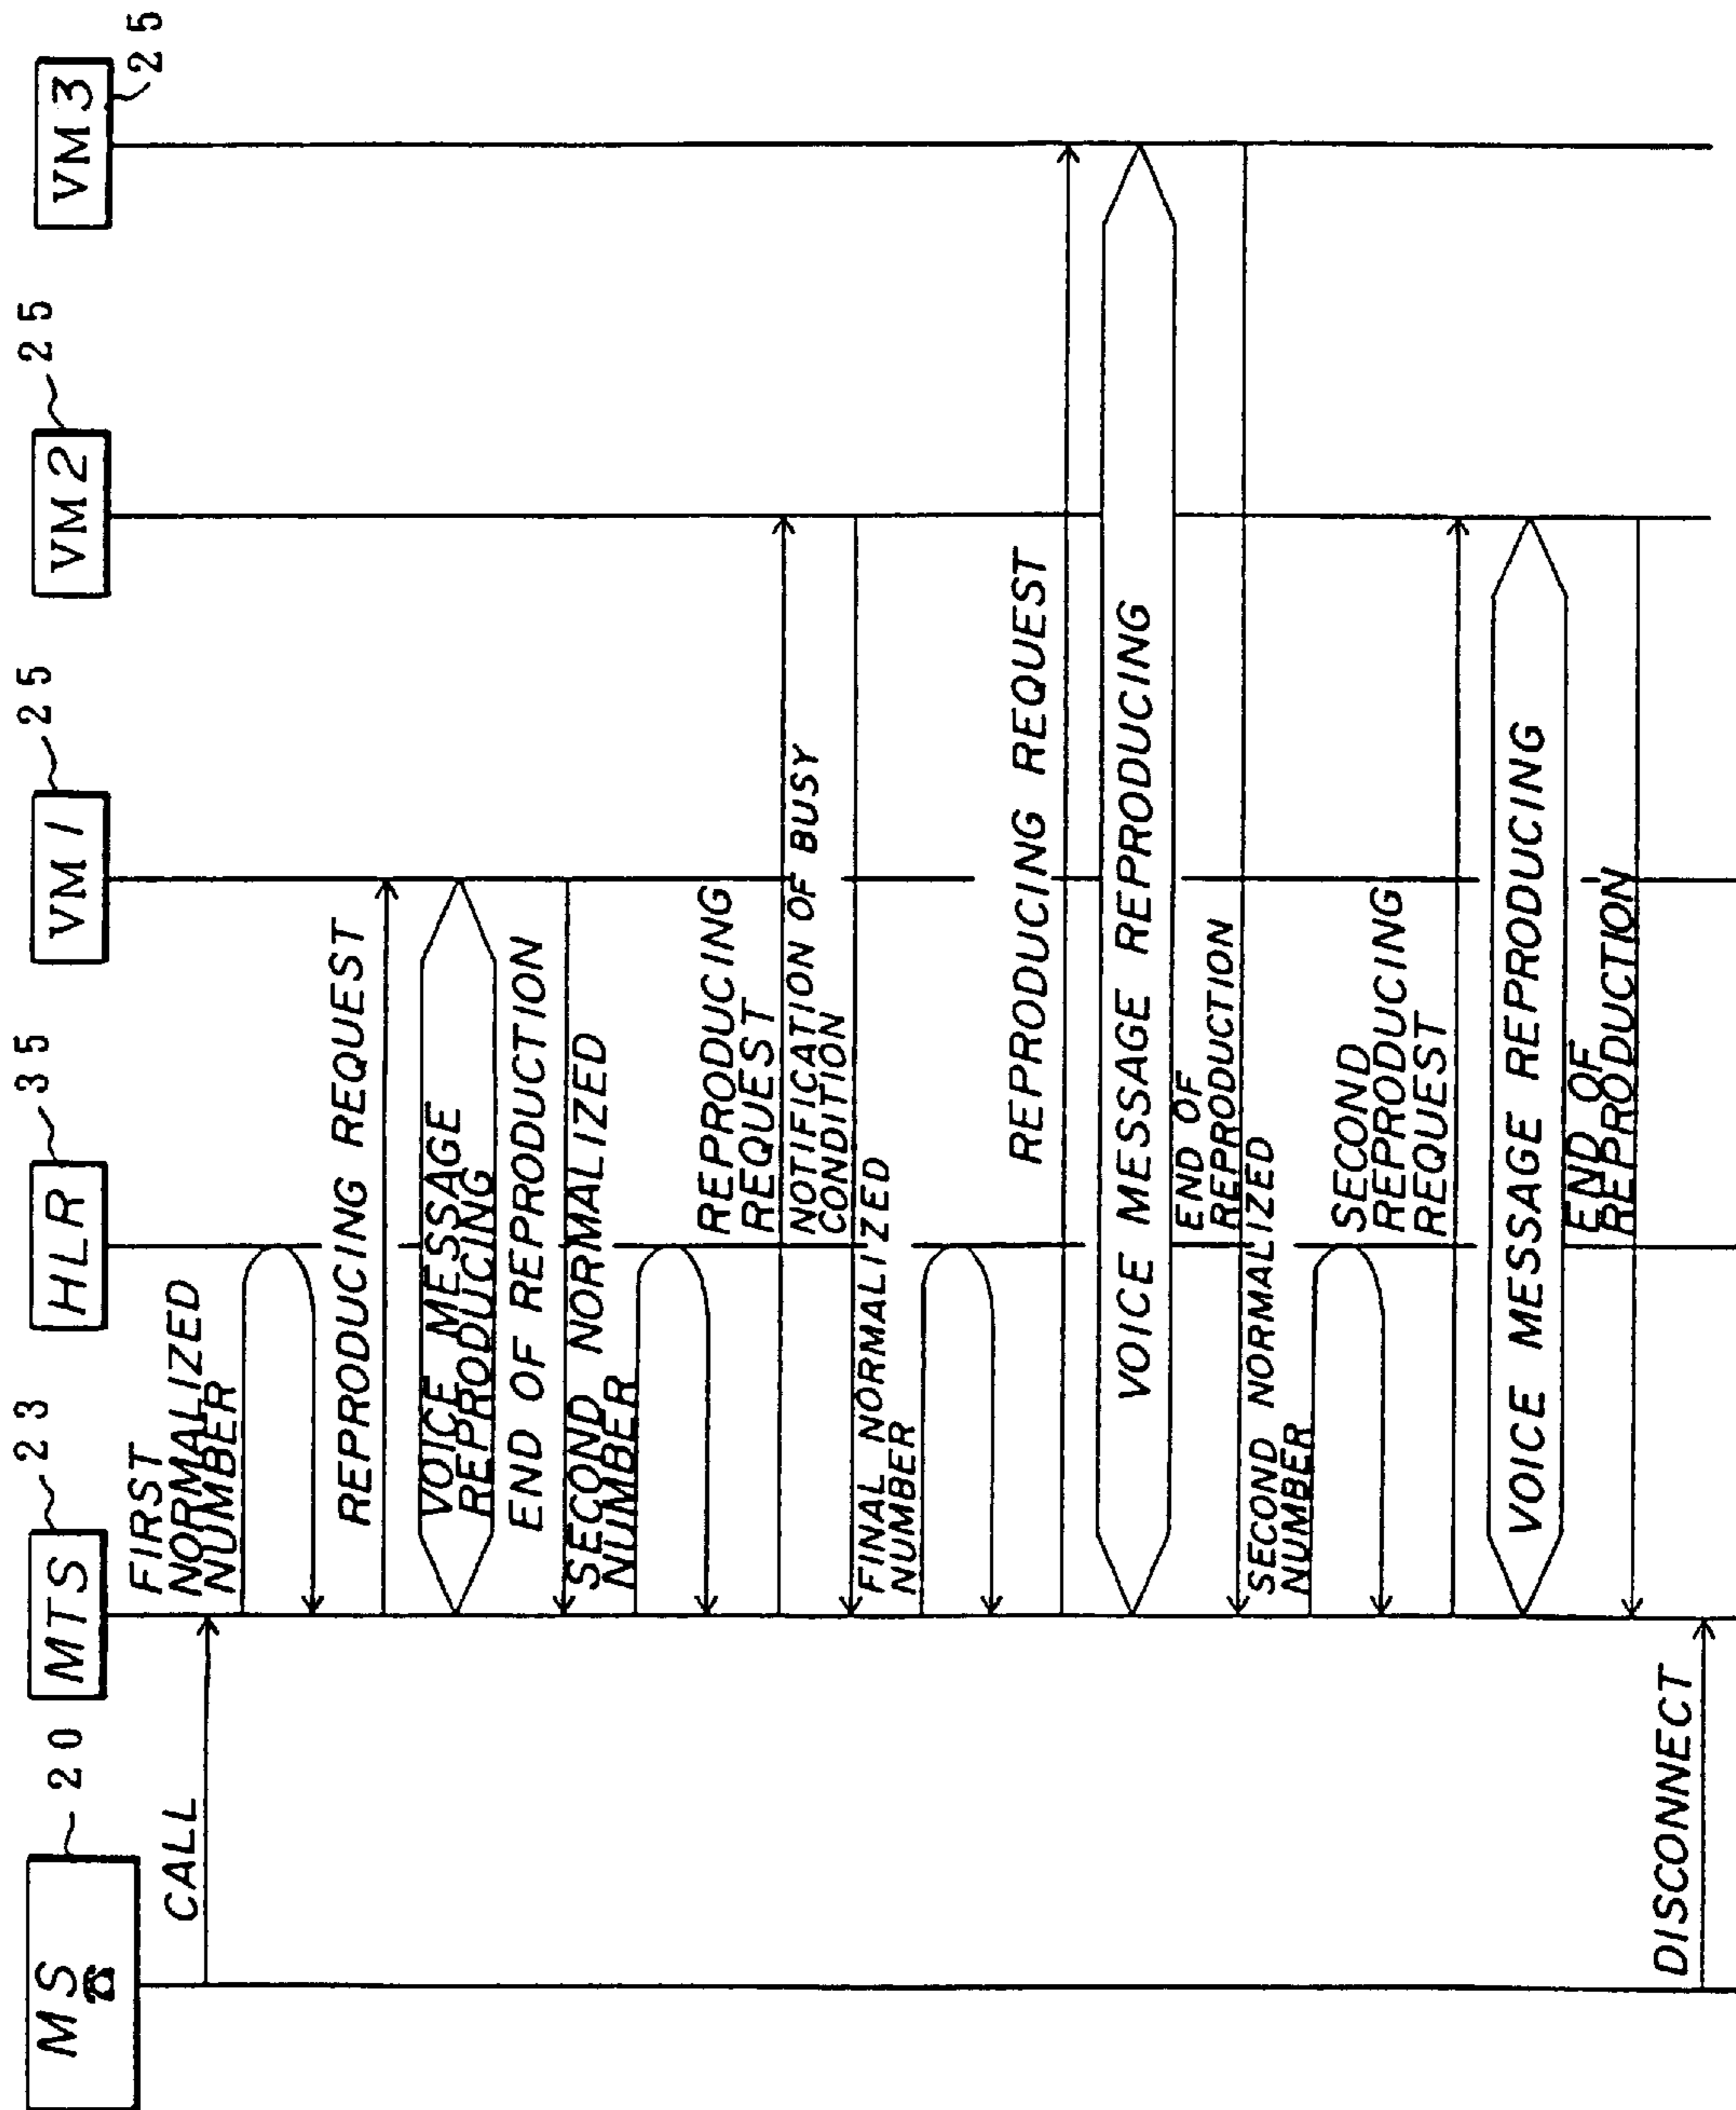 MS
20
MTS
23
HLR
35
VM1
25
VM2
25
VM3
25
CALL
FIRST
NORMALIZED
NUMBER
REPRODUCING REQUEST
VOICE MESSAGE
REPRODUCING
END OF REPRODUCTION
SECOND NORMALIZED
NUMBER
REPRODUCING
REQUEST
NOTIFICATION OF BUSY
CONDITION
FINAL NORMALIZED
NUMBER
REPRODUCING REQUEST
VOICE MESSAGE REPRODUCING
END OF
REPRODUCTION
SECOND NORMALIZED
NUMBER
SECOND
REPRODUCING
REQUEST
VOICE MESSAGE REPRODUCING
END OF
REPRODUCTION
DISCONNECT